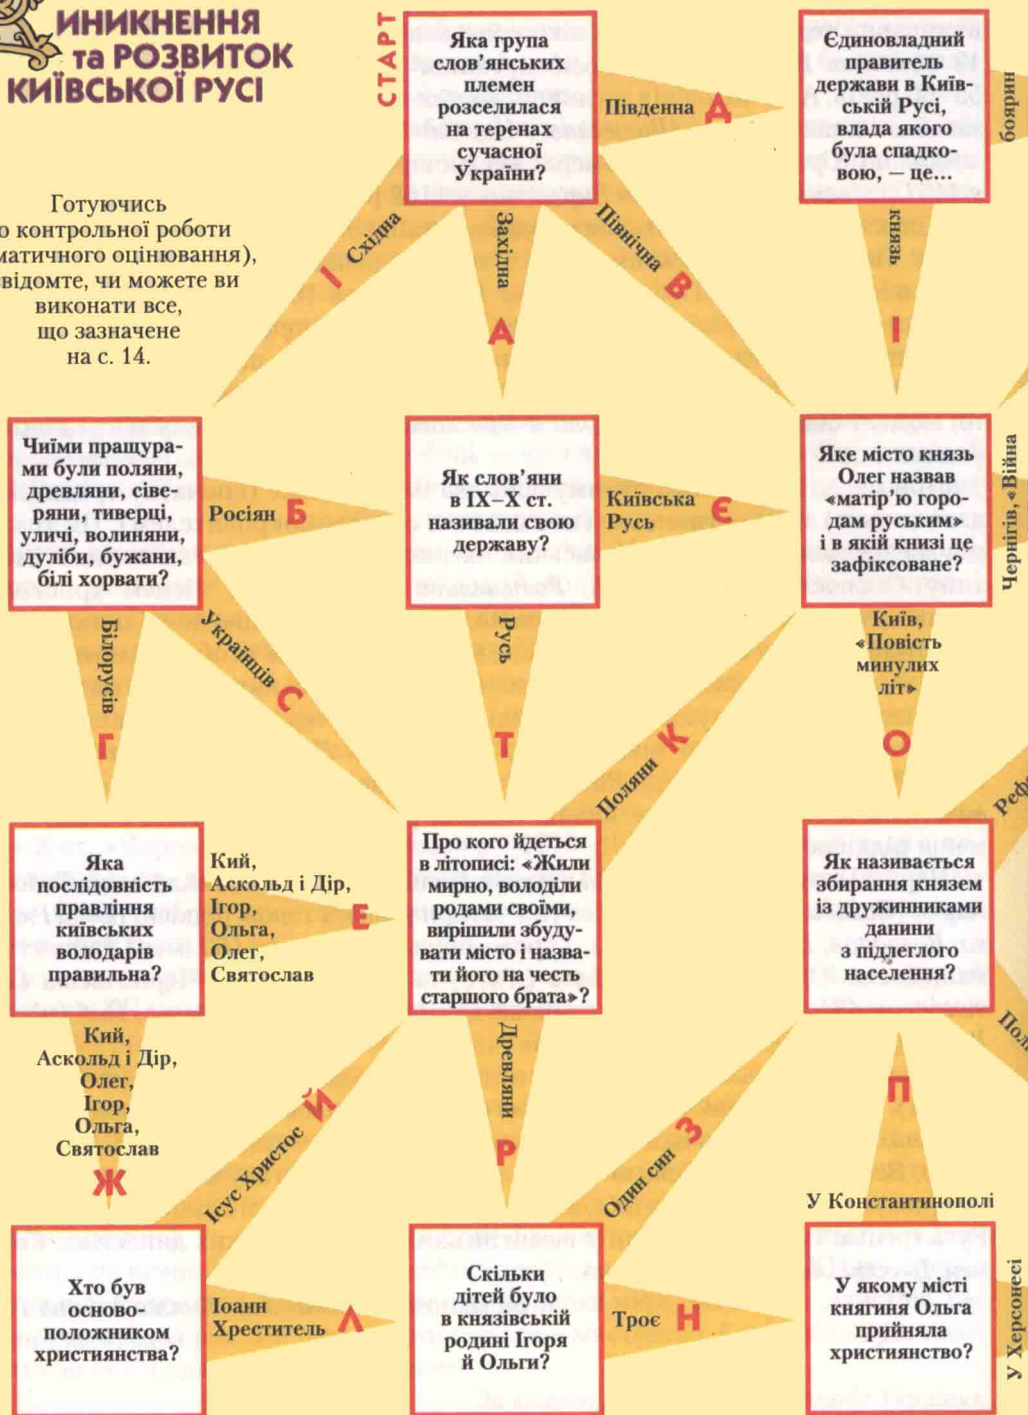 ИНИКНЕННЯ
та РОЗВИТОК
КИЇВСЬКОЇ РУСІ
Готуючись
о контрольної роботи
матичного оцінювання),
свідомте, чи можете ви
виконати все,
що зазначене
на с. 14.
СТАРТ
Яка група
слов’янських
племен
розселилася
на теренах
сучасної
України?
Південна Д
Єдиновладний
правитель
держави в Київ-
ській Русі,
влада якого
була спадко-
вою, — це...
боярин
І Східна
Західна А
Північна В
князь І
Чиїми пращура-
ми були поляни,
древляни, сіве-
ряни, тиверці,
уличі, волиняни,
дуліби, бужани,
білі хорвати?
Росіян Б
Як слов’яни
в IX–X ст.
називали свою
державу?
Київська
Русь
Є
Яке місто князь
Олег назвав
«матір’ю горо-
дам руським»
і в якій книзі це
зафіксоване?
Чернігів, «Війна
Білорусів Г
Українців С
Русь Т
Поляни К
Київ,
«Повість
минулих
літ»
О
Яка
послідовність
правління
київських
володарів
правильна?
Кий,
Аскольд і Дір,
Ігор,
Ольга,
Олег,
Святослав
Е
Про кого йдеться
в літописі: «Жили
мирно, володіли
родами своїми,
вирішили збуду-
вати місто і назва-
ти його на честь
старшого брата»?
Як називається
збирання князем
із дружинниками
данини
з підлеглого
населення?
Рефо
Кий,
Аскольд і Дір,
Олег,
Ігор,
Ольга,
Святослав
Ж
Ісус Христос Й
Древляни Р
Один син З
П
У Константинополі
Хто був
осново-
положником
християнства?
Іоанн
Хреститель
Л
Скільки
дітей було
в князівській
родині Ігоря
й Ольги?
Троє Н
У якому місті
княгиня Ольга
прийняла
християнство?
У Херсонесі